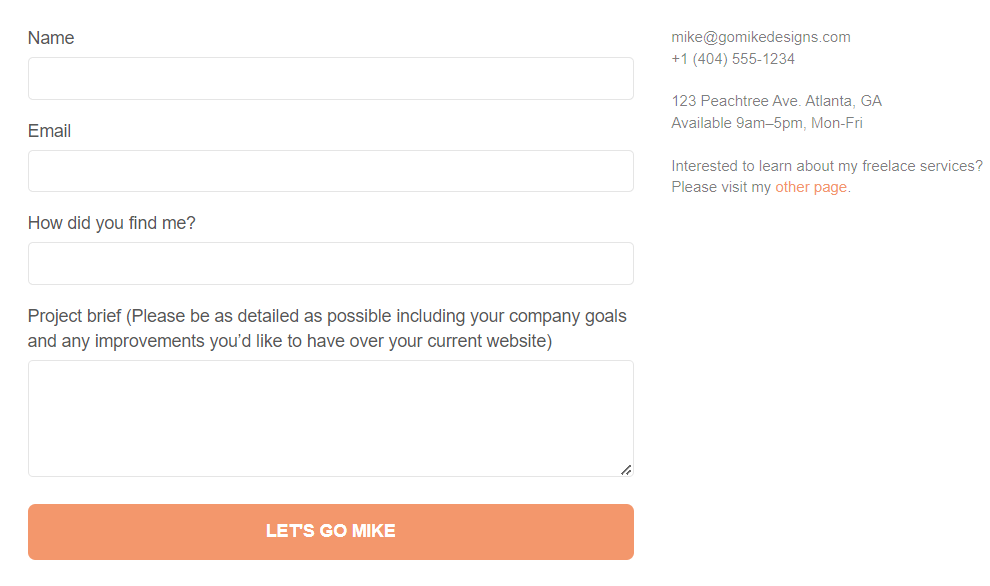 Name
Email
How did you find me?
Project brief (Please be as detailed as possible including your company goals
and any improvements you’d like to have over your current website)
LET'S GO MIKE
mike@gomikedesigns.com
+1 (404) 555-1234
123 Peachtree Ave. Atlanta, GA
Available 9am–5pm, Mon-Fri
Interested to learn about my freelace services?
Please visit my other page.